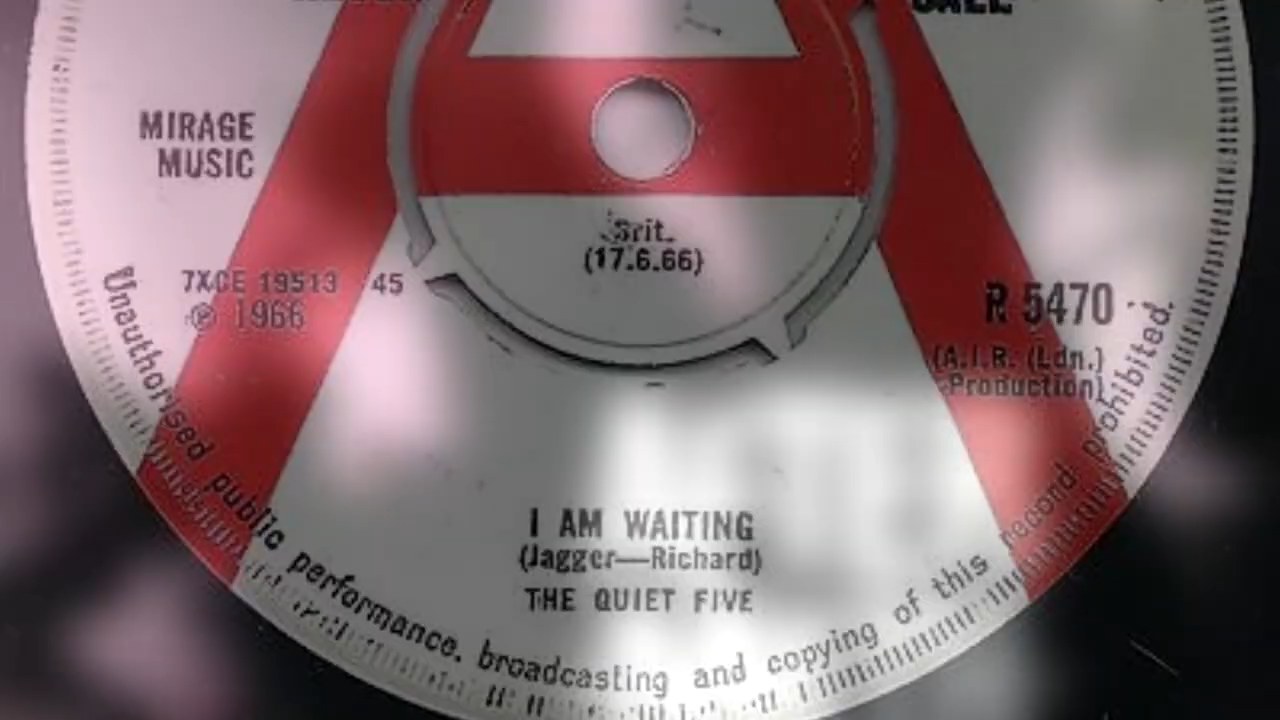 MIRAGE
MUSIC
Brit.
(17.6.66)
7XCE 19513 45
℗ 1966
R 5470
(A.I.R. (Ldn.)
Production)
I AM WAITING
(Jagger—Richard)
THE QUIET FIVE
Unauthorised public performance, broadcasting and copying of this record prohibited.